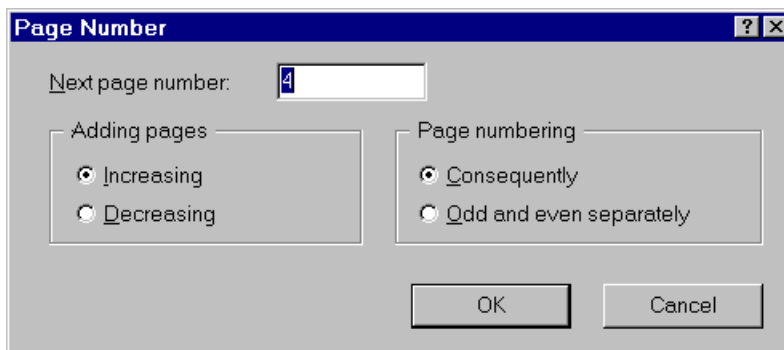 Page Number
Next page number: 4
Adding pages
Increasing
Decreasing
Page numbering
Consequently
Odd and even separately
OK Cancel